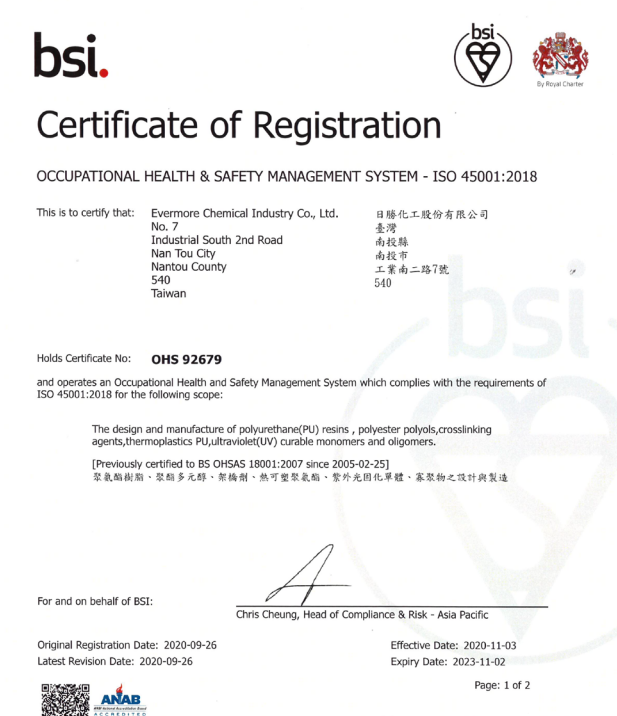 bsi.
bsi
By Royal Charter
Certificate of Registration
OCCUPATIONAL HEALTH & SAFETY MANAGEMENT SYSTEM - ISO 45001:2018
This is to certify that:
Evermore Chemical Industry Co., Ltd.
No. 7
Industrial South 2nd Road
Nan Tou City
Nantou County
540
Taiwan
日勝化工股份有限公司
臺灣
南投縣
南投市
工業南二路7號
540
bsi
Holds Certificate No: OHS 92679
and operates an Occupational Health and Safety Management System which complies with the requirements of
ISO 45001:2018 for the following scope:
The design and manufacture of polyurethane(PU) resins , polyester polyols,crosslinking
agents,thermoplastics PU,ultraviolet(UV) curable monomers and oligomers.
[Previously certified to BS OHSAS 18001:2007 since 2005-02-25]
聚氨酯樹脂、聚酯多元醇、架橋劑、熱可塑聚氨酯、紫外光固化單體、寡聚物之設計與製造
For and on behalf of BSI:
Chris Cheung, Head of Compliance & Risk - Asia Pacific
Original Registration Date: 2020-09-26
Effective Date: 2020-11-03
Latest Revision Date: 2020-09-26
Expiry Date: 2023-11-02
Page: 1 of 2
ANAB
ANSI National Accreditation Board
ACCREDITED